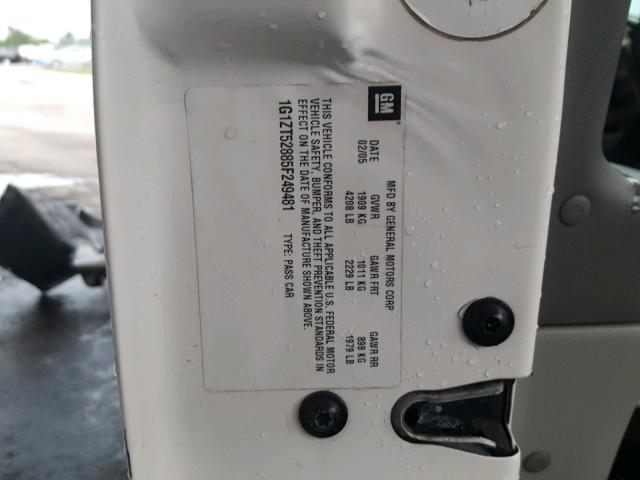 GM
MFD BY GENERAL MOTORS CORP
DATE GVWR GAWR FRT GAWR RR
02/05 1909 KG 1011 KG 898 KG
4208 LB 2229 LB 1979 LB
THIS VEHICLE CONFORMS TO ALL APPLICABLE U.S. FEDERAL MOTOR
VEHICLE SAFETY, BUMPER, AND THEFT PREVENTION STANDARDS IN
EFFECT ON THE DATE OF MANUFACTURE SHOWN ABOVE.
1G1ZT52885F249481 TYPE: PASS CAR